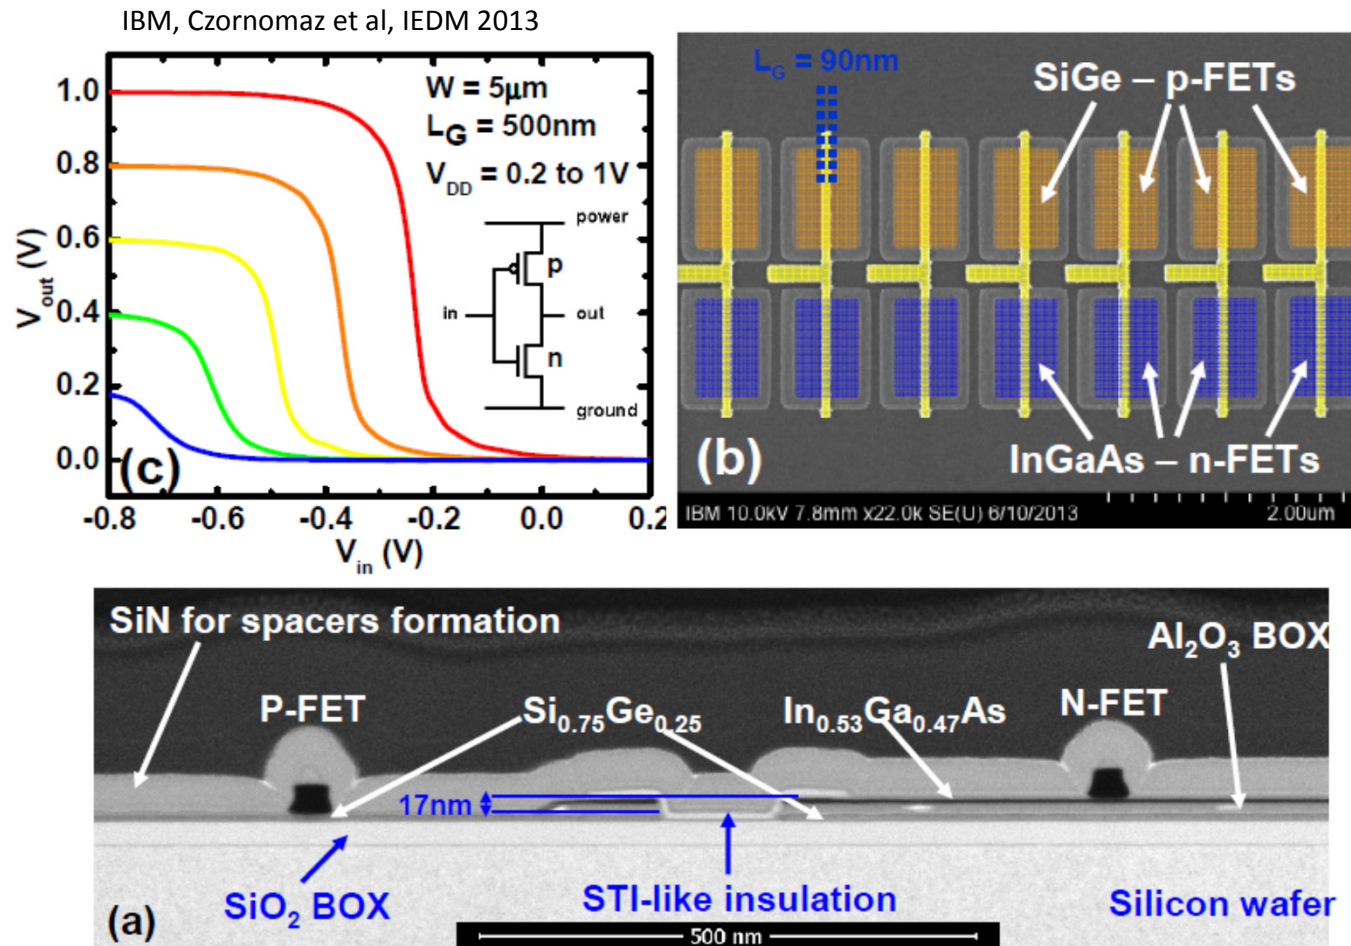 IBM, Czornomaz et al, IEDM 2013
1.0
0.8
0.6
0.4
0.2
0.0
V_out (V)
W = 5μm
L_G = 500nm
V_DD = 0.2 to 1V
power
p
in
out
n
ground
(c)
-0.8 -0.6 -0.4 -0.2 0.0 0.2
V_in (V)
L_G = 90nm
SiGe – p-FETs
(b)
InGaAs – n-FETs
IBM 10.0kV 7.8mm x22.0k SE(U) 6/10/2013 2.00um
SiN for spacers formation
Al₂O₃ BOX
P-FET
Si₀.₇₅Ge₀.₂₅
In₀.₅₃Ga₀.₄₇As
N-FET
17nm
SiO₂ BOX
STI-like insulation
Silicon wafer
(a)
500 nm